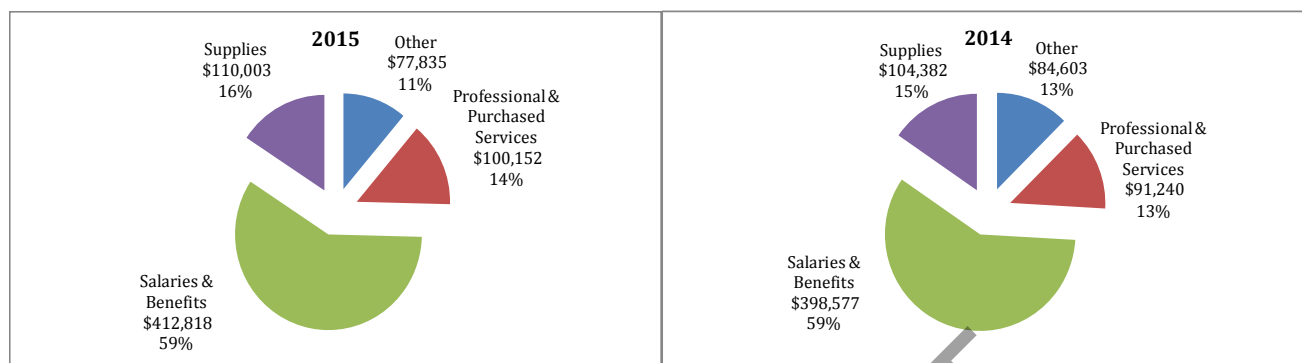 2015
Supplies
$110,003
16%
Other
$77,835
11%
Professional &
Purchased
Services
$100,152
14%
Salaries &
Benefits
$412,818
59%
2014
Supplies
$104,382
15%
Other
$84,603
13%
Professional &
Purchased
Services
$91,240
13%
Salaries &
Benefits
$398,577
59%